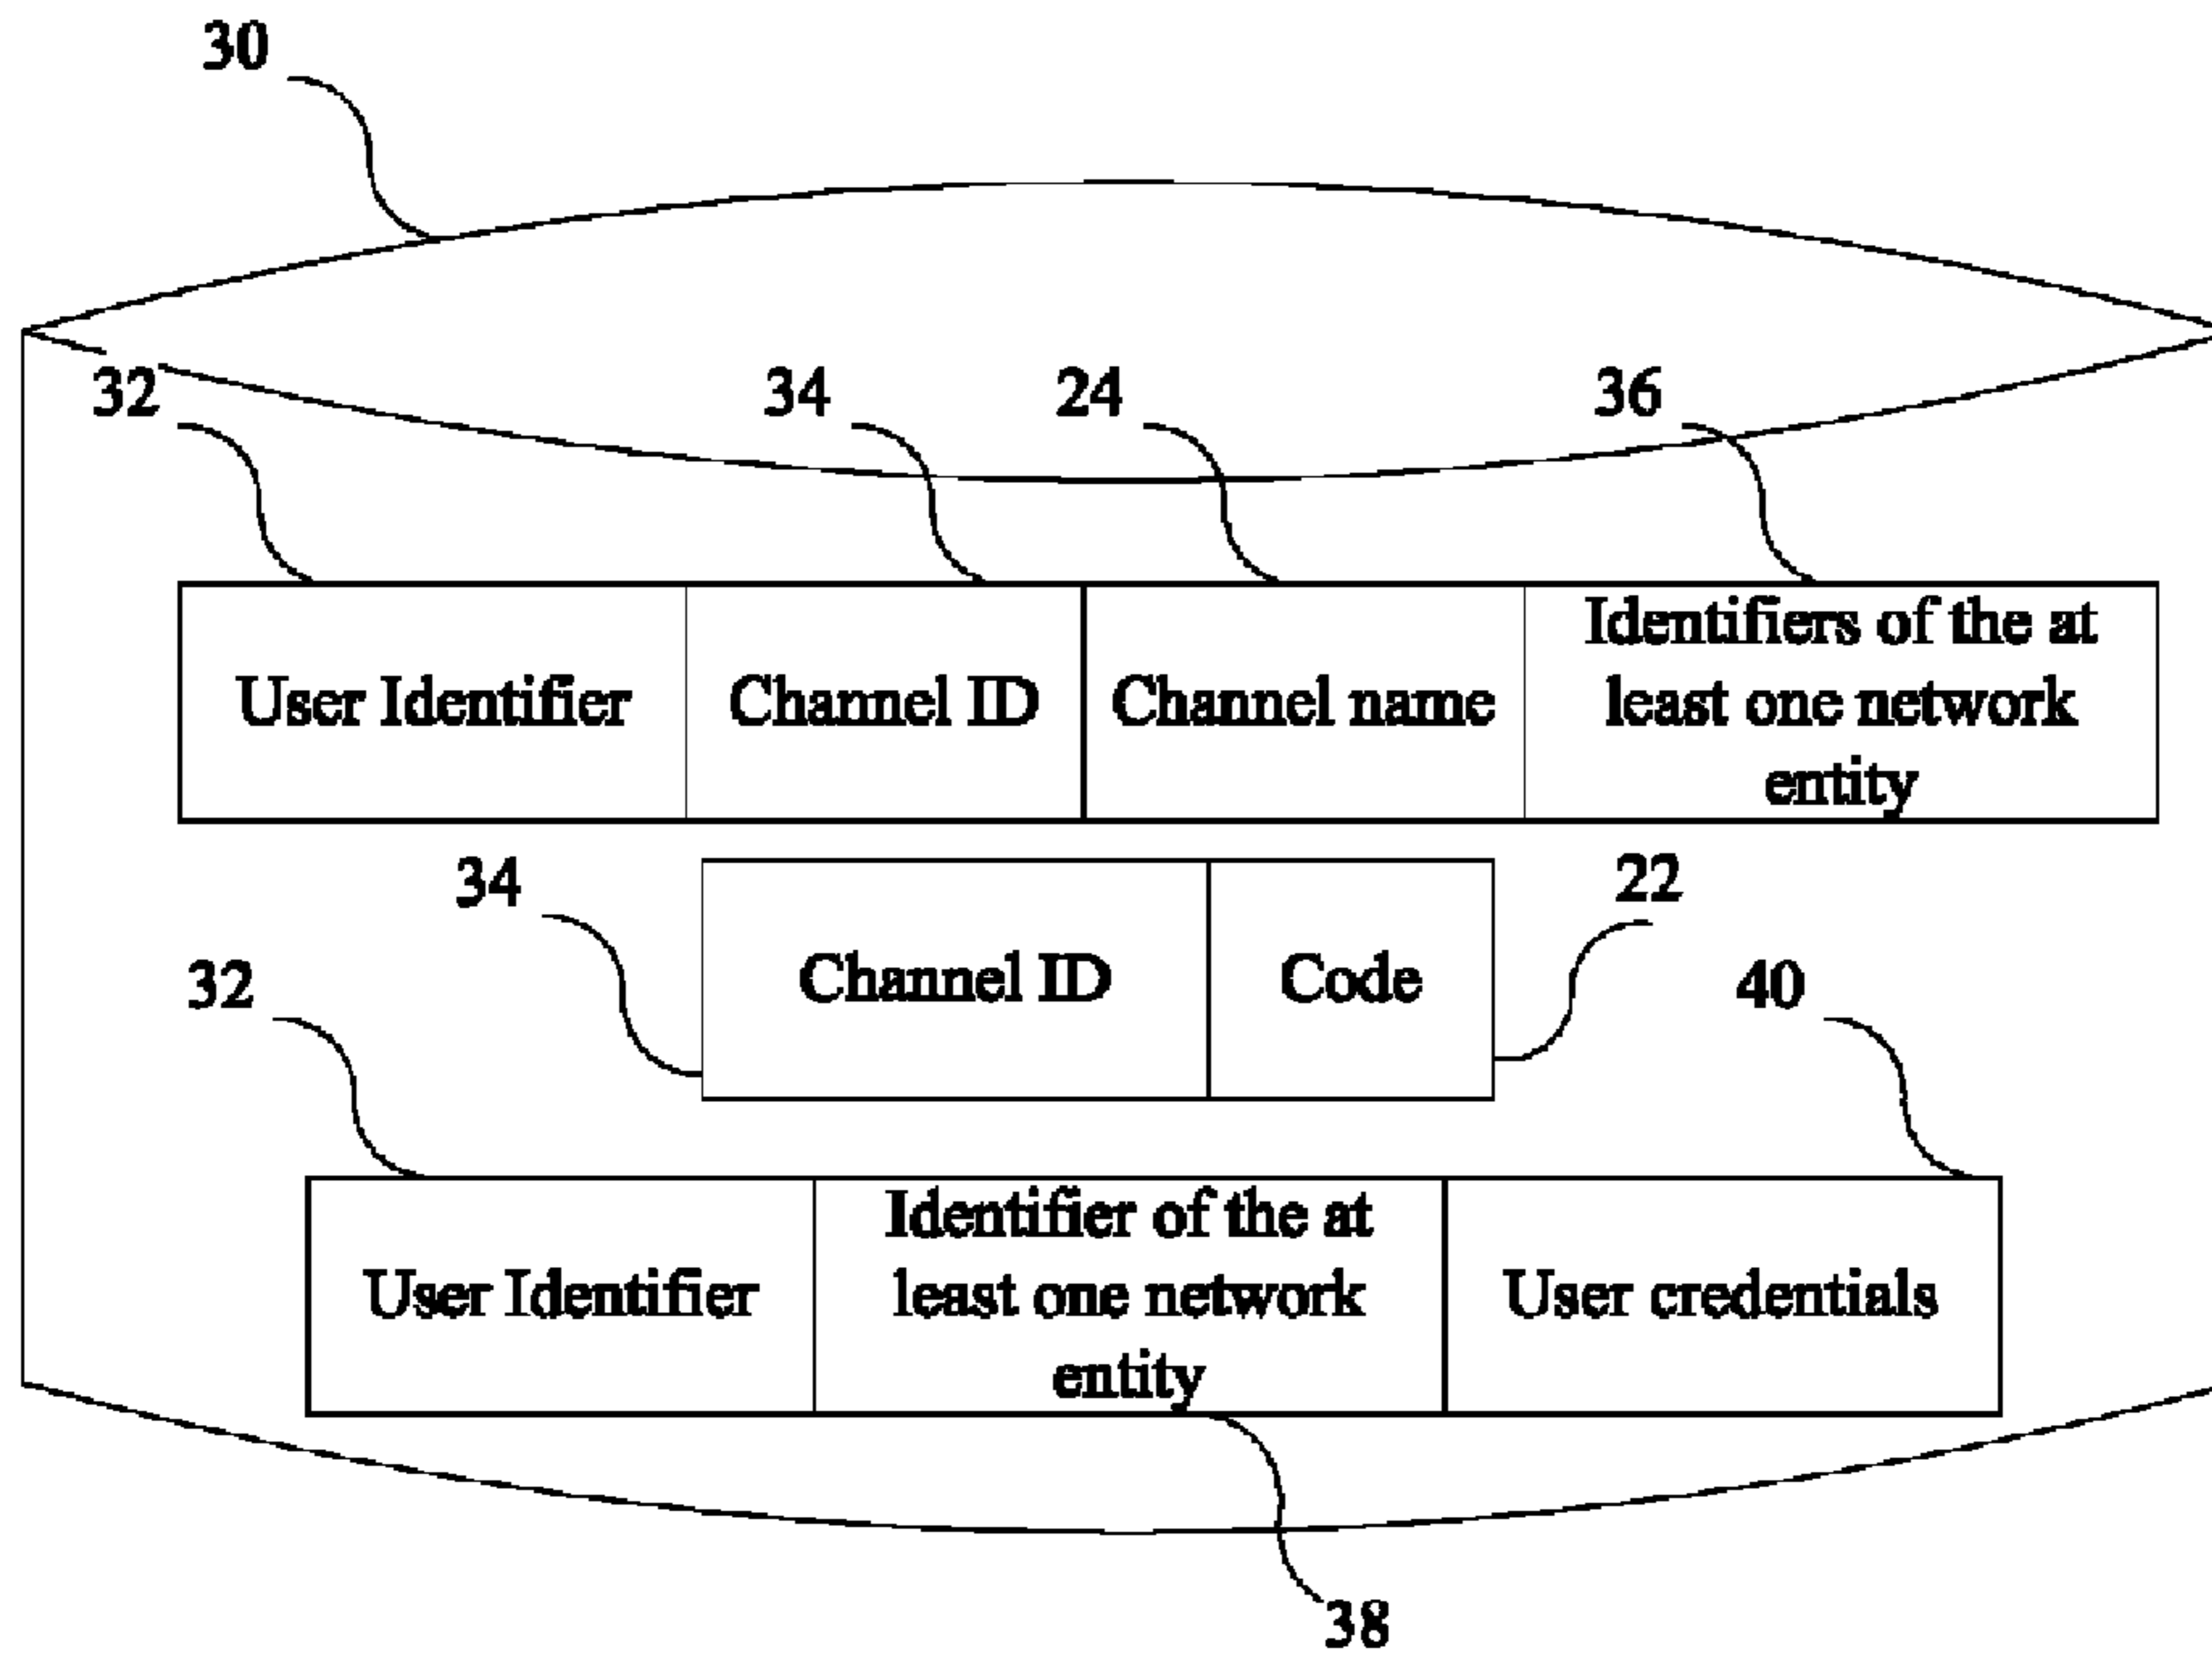 30
32 34 24 36
User Identifier Channel ID Channel name Identifiers of the at
least one network
entity
34 22
Channel ID Code
32 40
User Identifier Identifier of the at
least one network
entity
User credentials
38